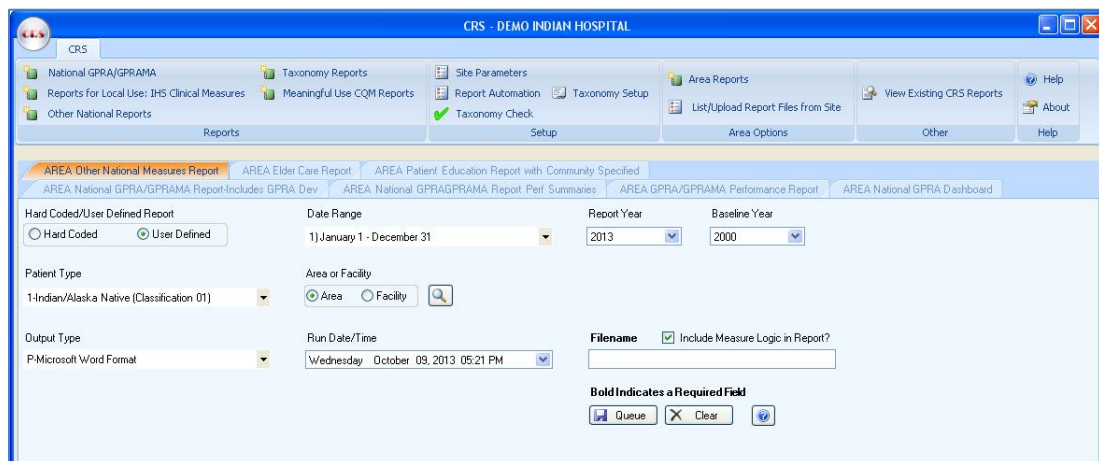 CRS - DEMO INDIAN HOSPITAL
CRS
CRS
National GPRA/GPRAMA
Taxonomy Reports
Site Parameters
Area Reports
Help
Reports for Local Use: IHS Clinical Measures
Meaningful Use CQM Reports
Report Automation
Taxonomy Setup
View Existing CRS Reports
Other National Reports
Taxonomy Check
List/Upload Report Files from Site
About
Reports
Setup
Area Options
Other
Help
AREA Other National Measures Report
AREA Elder Care Report
AREA Patient Education Report with Community Specified
AREA National GPRA/GPRAMA Report-Includes GPRA Dev
AREA National GPRAGPRAMA Report Perf Summaries
AREA GPRA/GPRAMA Performance Report
AREA National GPRA Dashboard
Hard Coded/User Defined Report
Date Range
Report Year
Baseline Year
Hard Coded
User Defined
1) January 1 - December 31
2013
2000
Patient Type
Area or Facility
1-Indian/Alaska Native (Classification 01)
Area
Facility
Output Type
Run Date/Time
Filename
Include Measure Logic in Report?
P-Microsoft Word Format
Wednesday October 09, 2013 05:21 PM
Bold Indicates a Required Field
Queue
Clear